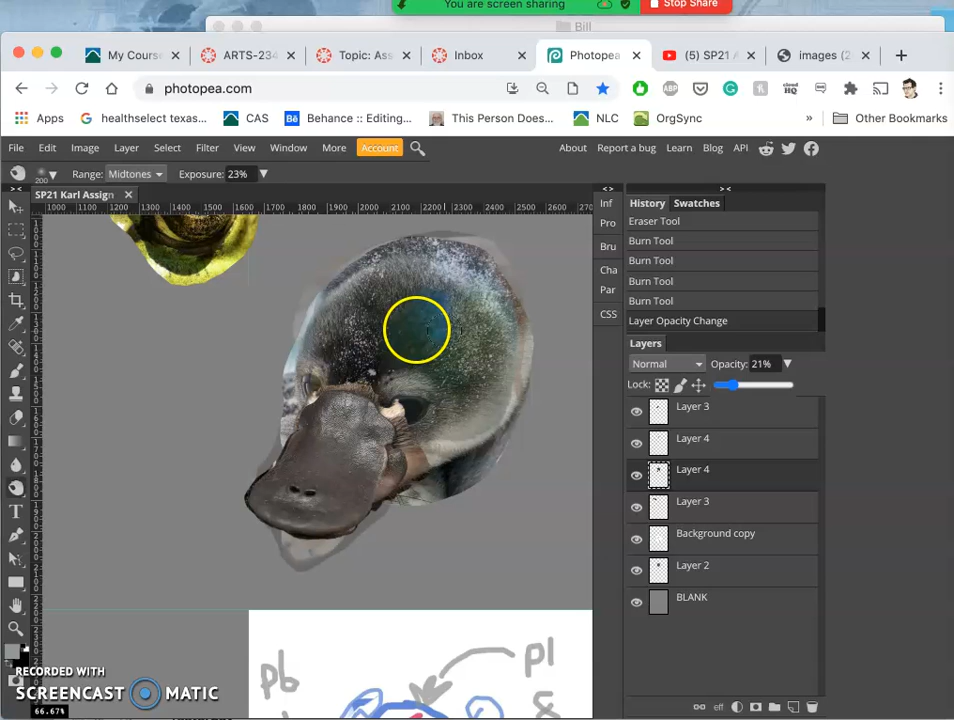 You are screen sharing
Stop Share
Bill
My Course
ARTS-234
Topic: Ass
Inbox
Photopea
(5) SP21 A
images (2
photopea.com
Apps
healthselect texas...
CAS
Behance :: Editing...
This Person Does...
NLC
OrgSync
»
Other Bookmarks
File Edit Image Layer Select Filter View Window More Account
About Report a bug Learn Blog API
Range: Midtones Exposure: 23%
200
SP21 Karl Assign
1000 1200 1300 1400 1500 1600 1700 1800 1900 2000 2100 2200 2300 2400 2500 2600 270
> <
< >
> <
Inf
Pro
Bru
Cha
Par
CSS
History Swatches
Eraser Tool
Burn Tool
Burn Tool
Burn Tool
Burn Tool
Layer Opacity Change
Layers
Normal Opacity: 21%
Lock:
Layer 3
Layer 4
Layer 4
Layer 3
Background copy
Layer 2
BLANK
eff
pb
pl
&
RECORDED WITH
SCREENCAST MATIC
66.67%